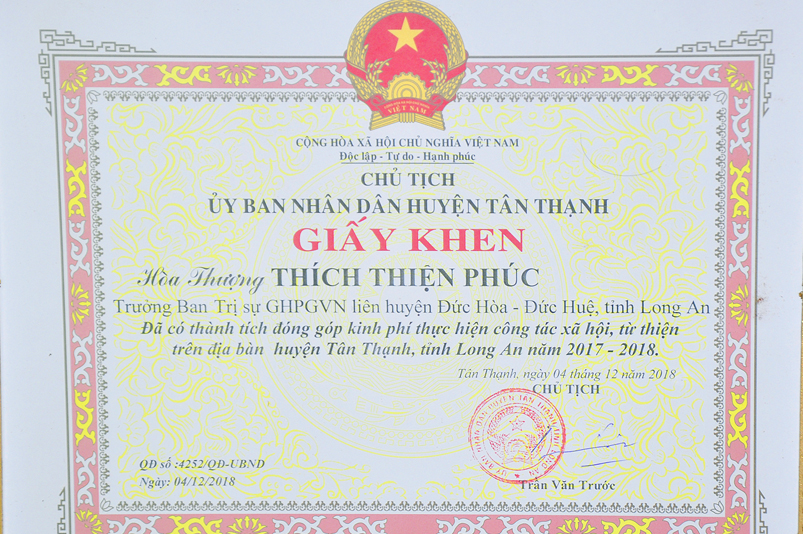 VIỆT NAM
CỘNG HÒA XÃ HỘI CHỦ NGHĨA VIỆT NAM
Độc lập - Tự do - Hạnh phúc
CHỦ TỊCH
ỦY BAN NHÂN DÂN HUYỆN TÂN THẠNH
GIẤY KHEN
Hòa Thượng THÍCH THIỆN PHÚC
Trưởng Ban Trị sự GHPGVN liên huyện Đức Hòa - Đức Huệ, tỉnh Long An
Đã có thành tích đóng góp kinh phí thực hiện công tác xã hội, từ thiện
trên địa bàn huyện Tân Thạnh, tỉnh Long An năm 2017 - 2018.
Tân Thạnh, ngày 04 tháng 12 năm 2018
CHỦ TỊCH
QĐ số :4252/QĐ-UBND
Ngày: 04/12/2018
Trần Văn Trước